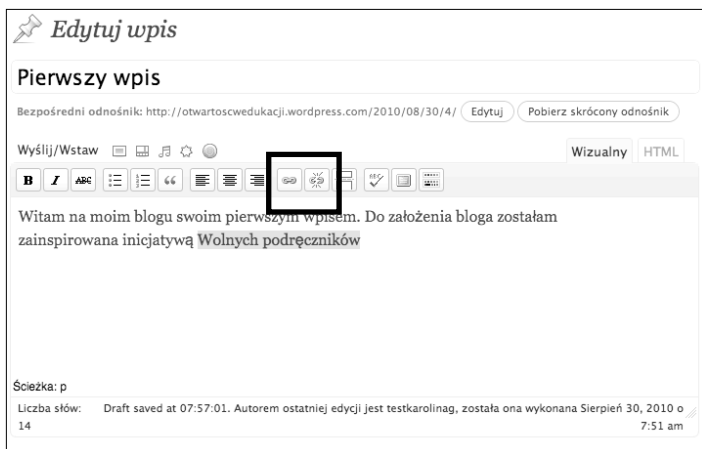 Edytuj wpis
Pierwszy wpis
Bezpośredni odnośnik: http://otwartoscwedukacji.wordpress.com/2010/08/30/4/ Edytuj Pobierz skrócony odnośnik
Wyślij/Wstaw Wizualny HTML
B I ABC “ ABC
Witam na moim blogu swoim pierwszym wpisem. Do założenia bloga zostałam
zainspirowana inicjatywą Wolnych podręczników
Ścieżka: p
Liczba słów: Draft saved at 07:57:01. Autorem ostatniej edycji jest testkarolinag, została ona wykonana Sierpień 30, 2010 o
14 7:51 am